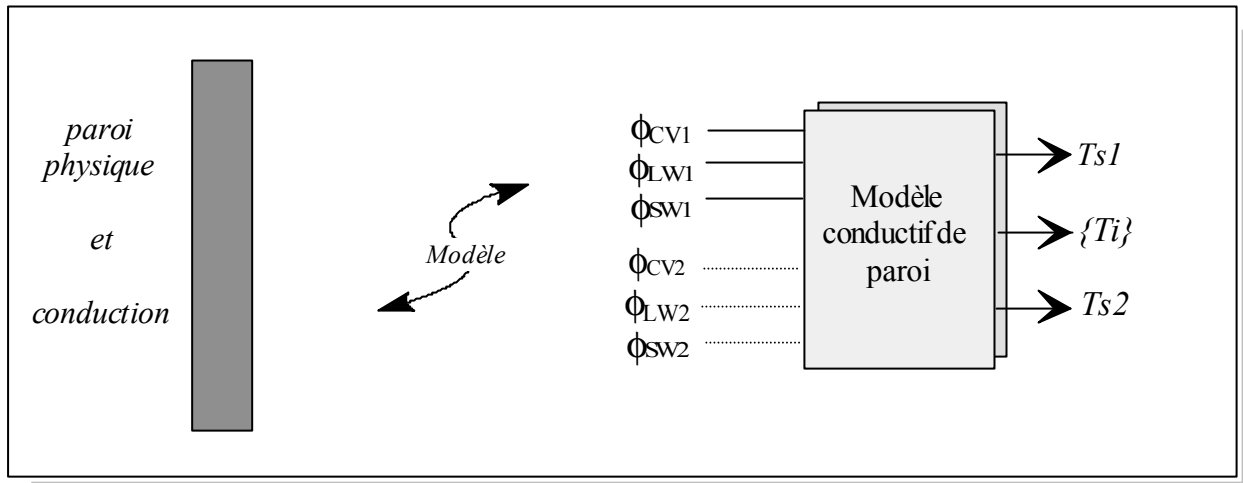 paroi
physique
et
conduction
Modèle
ϕCV1
ϕLW1
ϕSW1
ϕCV2
ϕLW2
ϕSW2
Modèle
conductif de
paroi
Ts1
{Ti}
Ts2